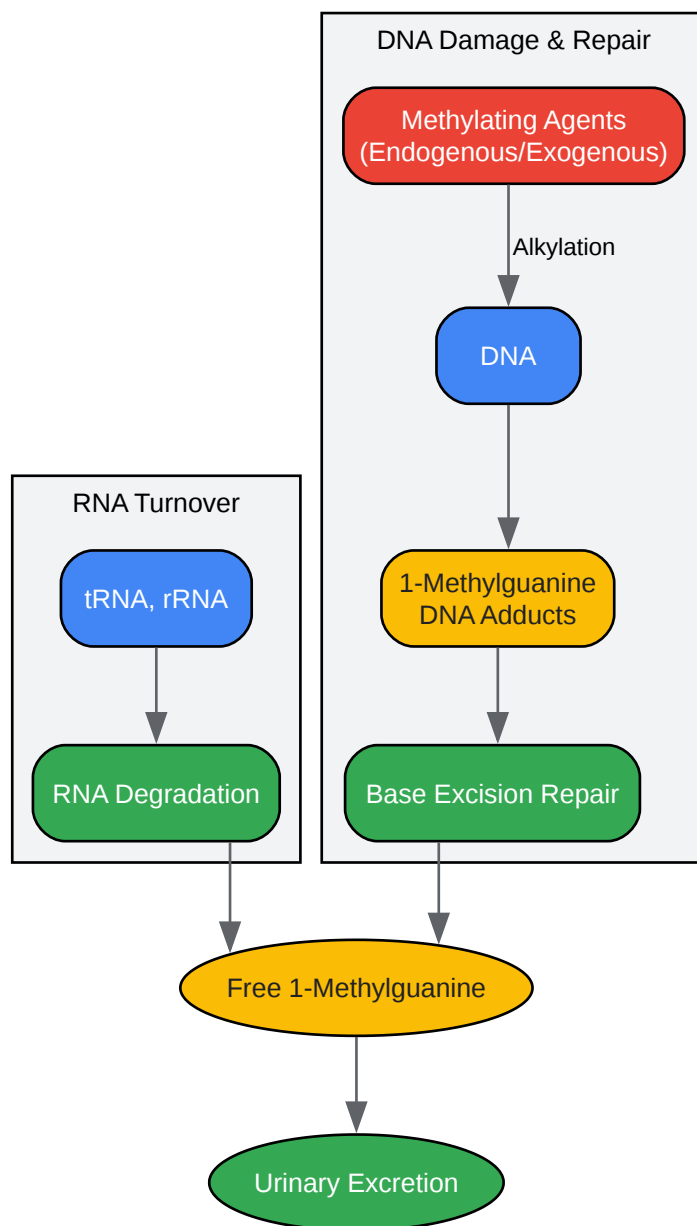 DNA Damage & Repair
Methylating Agents
(Endogenous/Exogenous)
Alkylation
DNA
RNA Turnover
tRNA, rRNA
1-Methylguanine
DNA Adducts
RNA Degradation
Base Excision Repair
Free 1-Methylguanine
Urinary Excretion